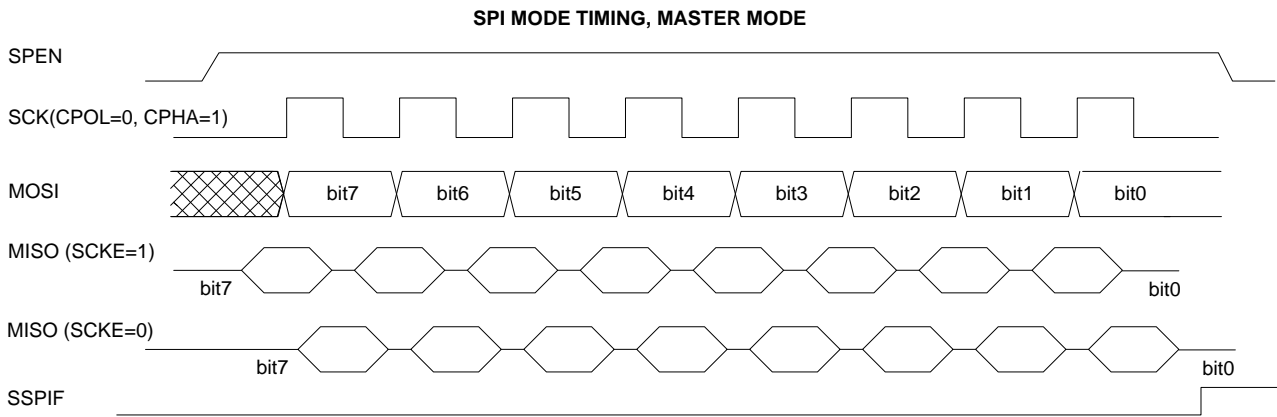 SPI MODE TIMING, MASTER MODE
SPEN
SCK(CPOL=0, CPHA=1)
MOSI
bit7 bit6 bit5 bit4 bit3 bit2 bit1 bit0
MISO (SCKE=1)
bit7 bit0
MISO (SCKE=0)
bit7 bit0
SSPIF